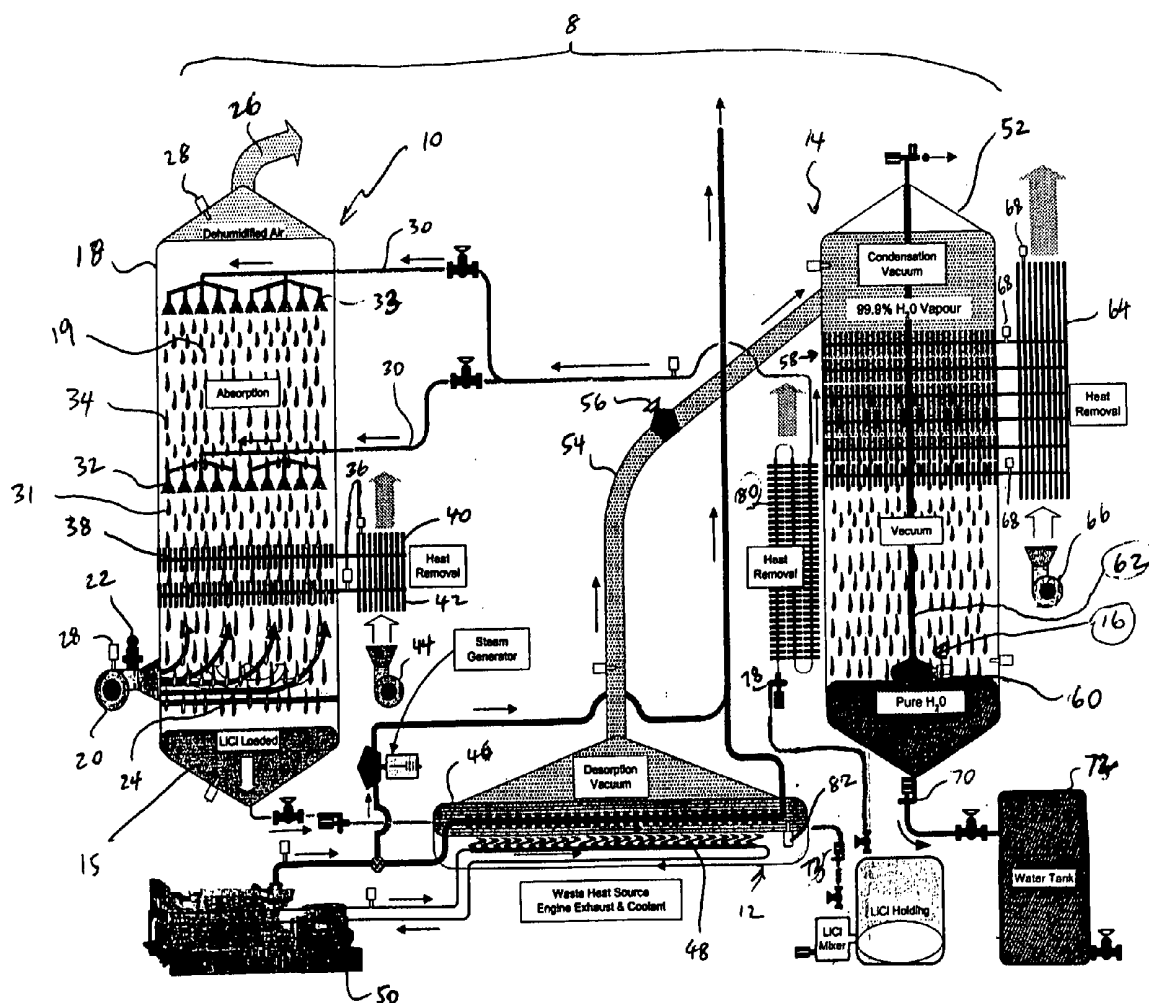 8
26
28
10
14
52
Dehumidified Air
18
30
68
Condensation
Vacuum
33
99.9% H20 Vapour
68
64
19
58
Absorption
30
34
56
Heat
Removal
32
36
54
80
31
Vacuum
68
66
38
40
Heat
Removal
Heat
Removal
62
22
42
28
Steam
Generator
16
44
78
60
Pure H20
20
24
LiCl Loaded
46
Desorption
Vacuum
82
70
72
15
Water Tank
Waste Heat Source
Engine Exhaust & Coolant
12
LiCl Holding
LiCl
Mixer
48
50